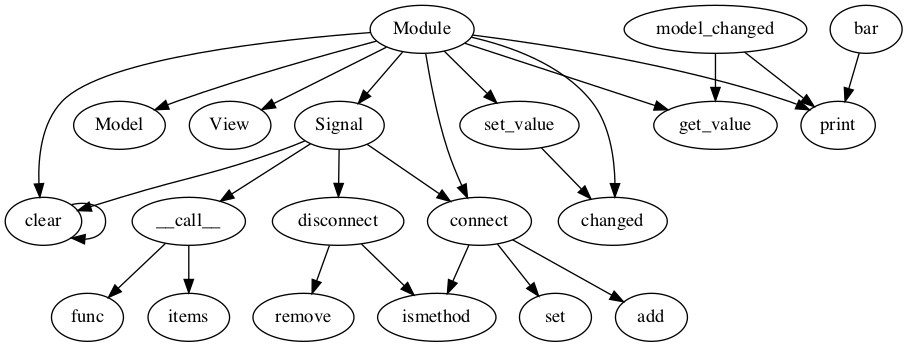 Module
model_changed
bar
Model
View
Signal
set_value
get_value
print
clear
__call__
disconnect
connect
changed
func
items
remove
ismethod
set
add